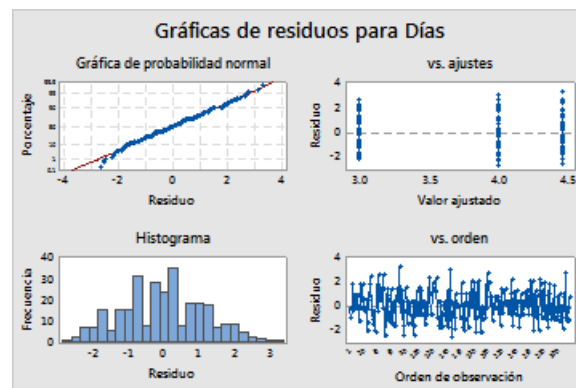 Gráficas de residuos para Días
Gráfica de probabilidad normal
Porcentaje
-4 -2 0 2 4
Residuo
vs. ajustes
Residuo
4
2
0
-2
3.0 3.5 4.0 4.5
Valor ajustado
Histograma
Frecuencia
40
30
20
10
0
-2 -1 0 1 2 3
Residuo
vs. orden
Residuo
4
2
0
-2
Orden de observación